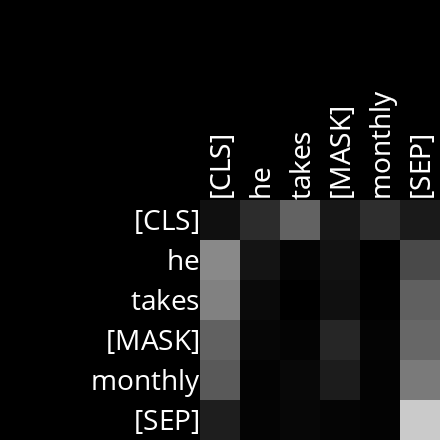 [CLS] he takes [MASK] monthly [SEP]
[CLS]
he
takes
[MASK]
monthly
[SEP]